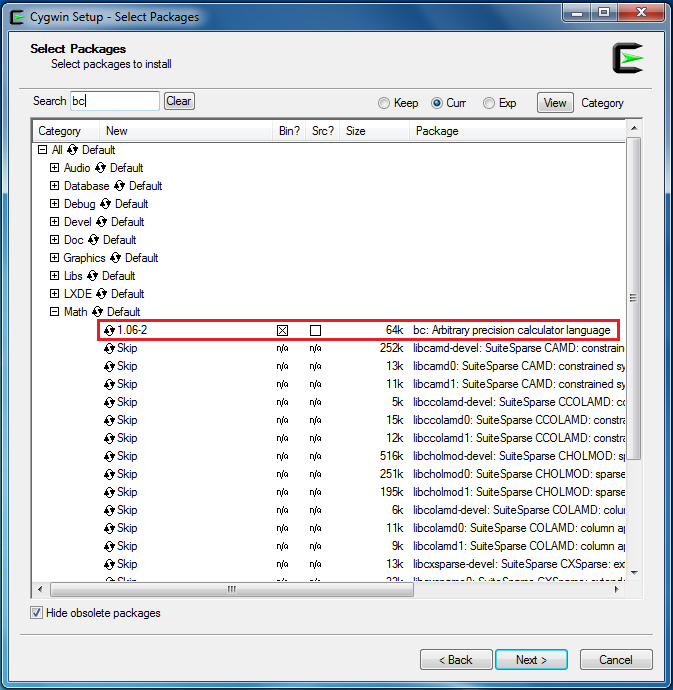 Cygwin Setup - Select Packages
Select Packages
Select packages to install
Search bc Clear Keep Curr Exp View Category
Category New Bin? Src? Size Package
All Default
Audio Default
Database Default
Debug Default
Devel Default
Doc Default
Graphics Default
Libs Default
LXDE Default
Math Default
1.06-2 64k bc: Arbitrary precision calculator language
Skip n/a n/a 252k libcamd-devel: SuiteSparse CAMD: constrain
Skip n/a n/a 13k libcamd0: SuiteSparse CAMD: constrained sy
Skip n/a n/a 11k libcamd1: SuiteSparse CAMD: constrained sy
Skip n/a n/a 5k libccolamd-devel: SuiteSparse CCOLAMD: con
Skip n/a n/a 15k libccolamd0: SuiteSparse CCOLAMD: constra
Skip n/a n/a 12k libccolamd1: SuiteSparse CCOLAMD: constra
Skip n/a n/a 516k libcholmod-devel: SuiteSparse CHOLMOD: sp
Skip n/a n/a 251k libcholmod0: SuiteSparse CHOLMOD: sparse
Skip n/a n/a 195k libcholmod1: SuiteSparse CHOLMOD: sparse
Skip n/a n/a 6k libcolamd-devel: SuiteSparse COLAMD: colu
Skip n/a n/a 11k libcolamd0: SuiteSparse COLAMD: column ap
Skip n/a n/a 9k libcolamd1: SuiteSparse COLAMD: column ap
Skip n/a n/a 13k libcxsparse-devel: SuiteSparse CXSparse: ex
Hide obsolete packages
< Back Next > Cancel